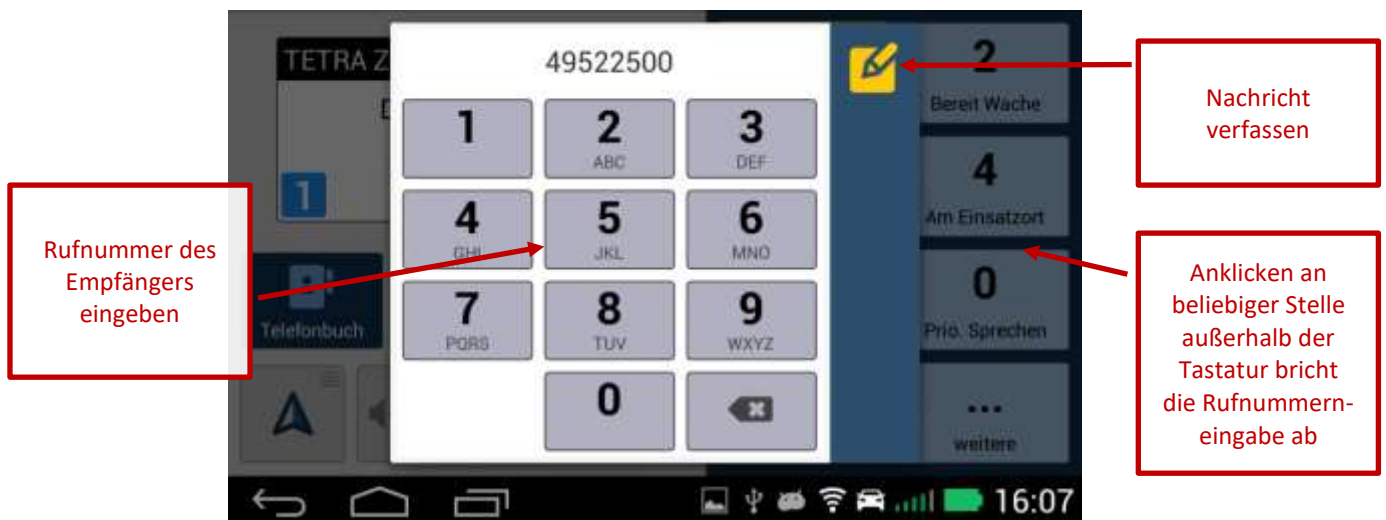 TETRA Z
49522500
1
2
ABC
3
DEF
4
GHI
5
JKL
6
MNO
7
PQRS
8
TUV
9
WXYZ
0
1
Telefonbuch
2
Bereit Wache
4
Am Einsatzort
0
Prio. Sprechen
...
weitere
16:07
Rufnummer des
Empfängers
eingeben
Nachricht
verfassen
Anklicken an
beliebiger Stelle
außerhalb der
Tastatur bricht
die Rufnummern-
eingabe ab